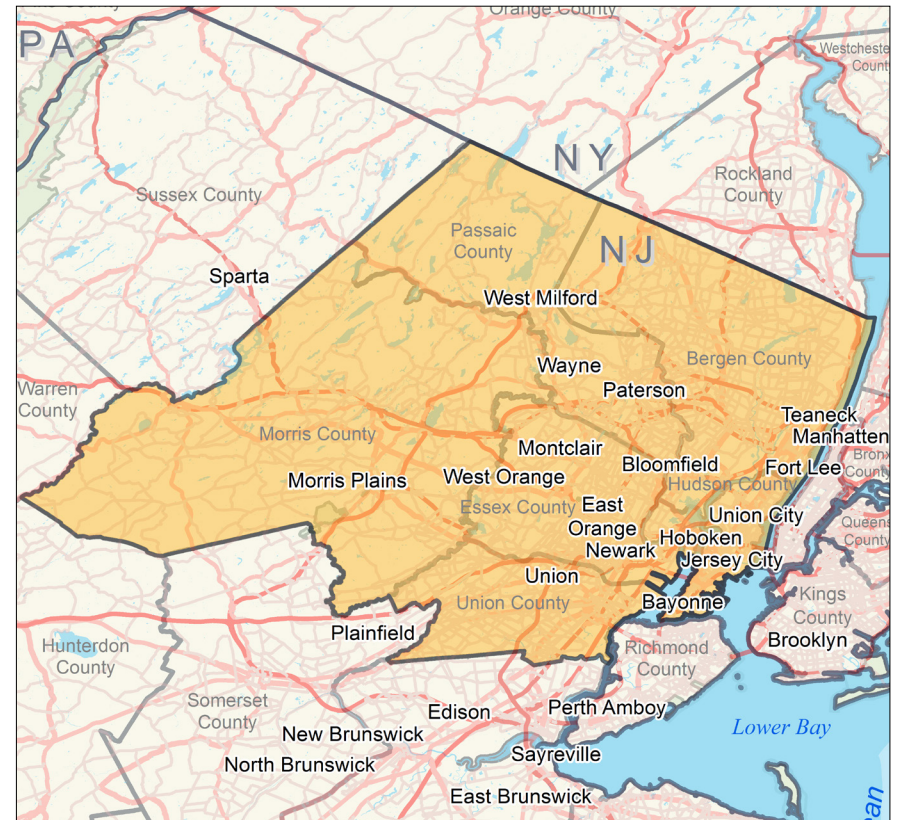 Orange County
PA
Westcheste
Count
NY
Rockland
County
Sussex County
Passaic
County
NJ
Sparta
West Milford
Bergen County
Wayne
Warren
County
Paterson
Teaneck
Manhatten
Morris County
Montclair
Bronx
County
Bloomfield
Fort Lee
Morris Plains
West Orange
Hudson County
Essex County
East
Orange
Union City
Queens
County
Hoboken
Newark
Jersey City
Union
Union County
Bayonne
Kings
County
Plainfield
Brooklyn
Hunterdon
County
Richmond
County
Somerset
County
Edison
Perth Amboy
New Brunswick
Lower Bay
Sayreville
North Brunswick
East Brunswick
ean